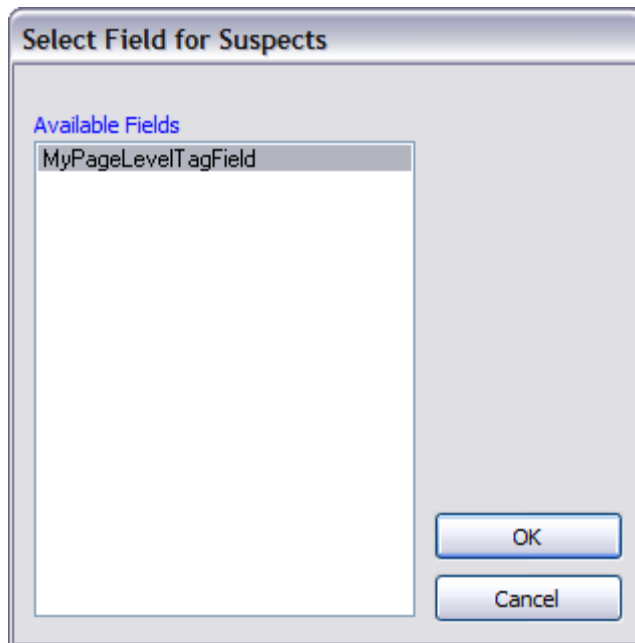 Select Field for Suspects
Available Fields
MyPageLevelTagField
OK
Cancel